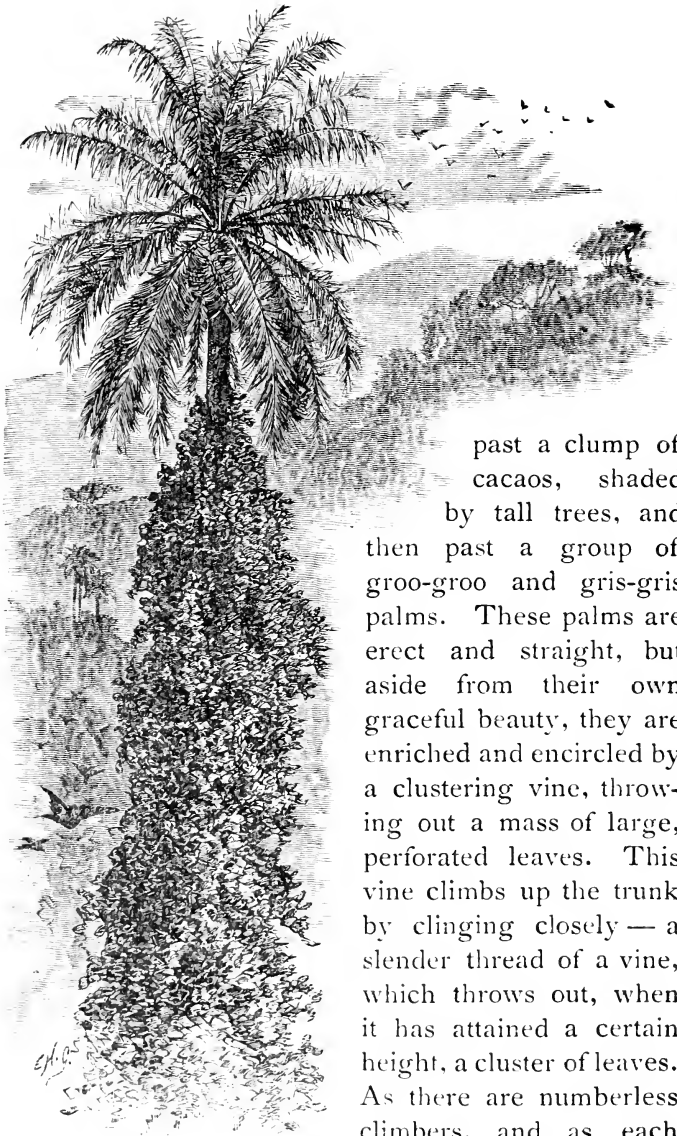 past a clump of
cacaos, shaded
by tall trees, and
then past a group of
groo-groo and gris-gris
palms. These palms are
erect and straight, but
aside from their own
graceful beauty, they are
enriched and encircled by
a clustering vine, throw-
ing out a mass of large,
perforated leaves. This
vine climbs up the trunk
by clinging closely — a
slender thread of a vine,
which throws out, when
it has attained a certain
height, a cluster of leaves.
As there are numberless
climbers, and as each